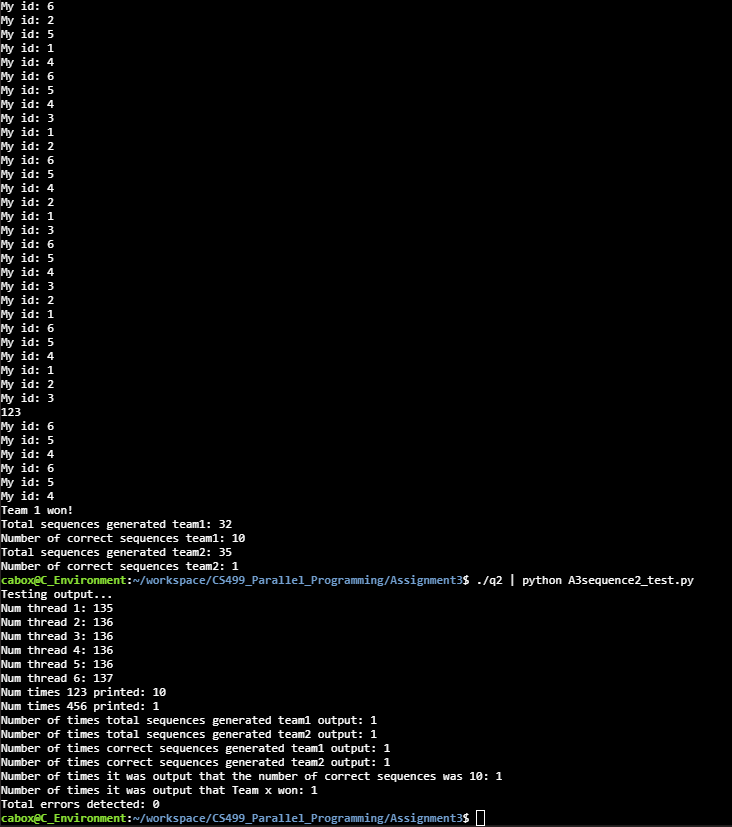 My id: 6
My id: 2
My id: 5
My id: 1
My id: 4
My id: 6
My id: 5
My id: 4
My id: 3
My id: 1
My id: 2
My id: 6
My id: 5
My id: 4
My id: 2
My id: 1
My id: 3
My id: 6
My id: 5
My id: 4
My id: 3
My id: 2
My id: 1
My id: 6
My id: 5
My id: 4
My id: 1
My id: 2
My id: 3
123
My id: 6
My id: 5
My id: 4
My id: 6
My id: 5
My id: 4
Team 1 won!
Total sequences generated team1: 32
Number of correct sequences team1: 10
Total sequences generated team2: 35
Number of correct sequences team2: 1
cabox@C_Environment:~/workspace/CS499_Parallel_Programming/Assignment3$ ./q2 | python A3sequence2_test.py
Testing output...
Num thread 1: 135
Num thread 2: 136
Num thread 3: 136
Num thread 4: 136
Num thread 5: 136
Num thread 6: 137
Num times 123 printed: 10
Num times 456 printed: 1
Number of times total sequences generated team1 output: 1
Number of times total sequences generated team2 output: 1
Number of times correct sequences generated team1 output: 1
Number of times correct sequences generated team2 output: 1
Number of times it was output that the number of correct sequences was 10: 1
Number of times it was output that Team x won: 1
Total errors detected: 0
cabox@C_Environment:~/workspace/CS499_Parallel_Programming/Assignment3$